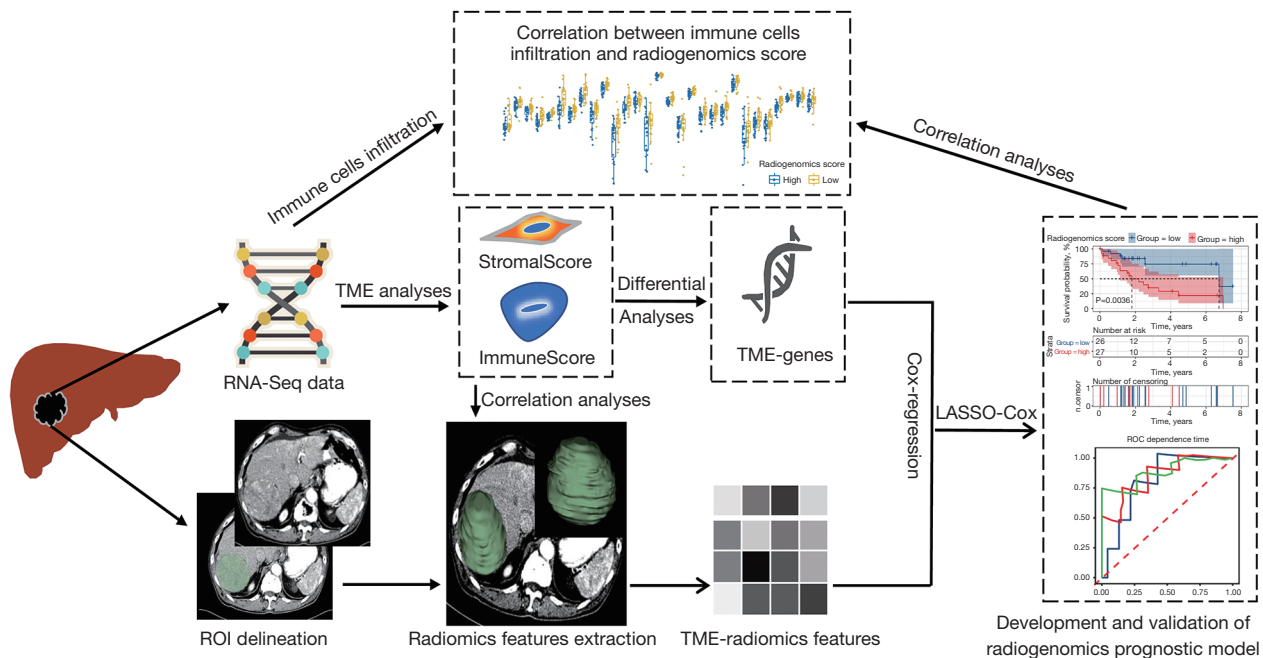 Correlation between immune cells
infiltration and radiogenomics score
Radiogenomics score
High Low
Immune cells infiltration
Correlation analyses
StromalScore
ImmuneScore
TME analyses
Differential
Analyses
TME-genes
RNA-Seq data
Correlation analyses
Cox-regression
LASSO-Cox
ROI delineation
Radiomics features extraction
TME-radiomics features
Radiogenomics score Group = low Group = high
Survival probability, %
100
75
50
20
0
P=0.0036
0 2 4 6 8
Time, years
Number at risk
Strata
Group = low 26 12 7 5 0
Group = high 27 10 5 2 0
0 2 4 6 8
Time, years
Number of censoring
n.censor
1
0
0 2 4 6 8
Time, years
ROC dependence time
1.00
0.75
0.50
0.25
0.00
0.00 0.25 0.50 0.75 1.00
Development and validation of
radiogenomics prognostic model